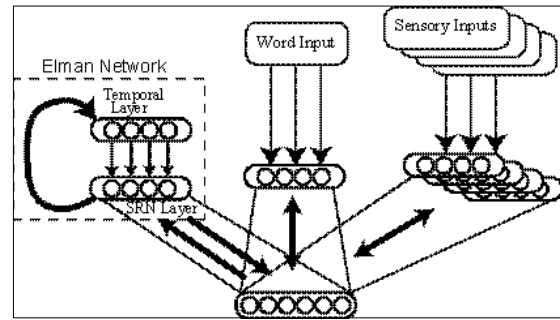 Elman Network
Temporal
Layer
SRN Layer
Word Input
Sensory Inputs